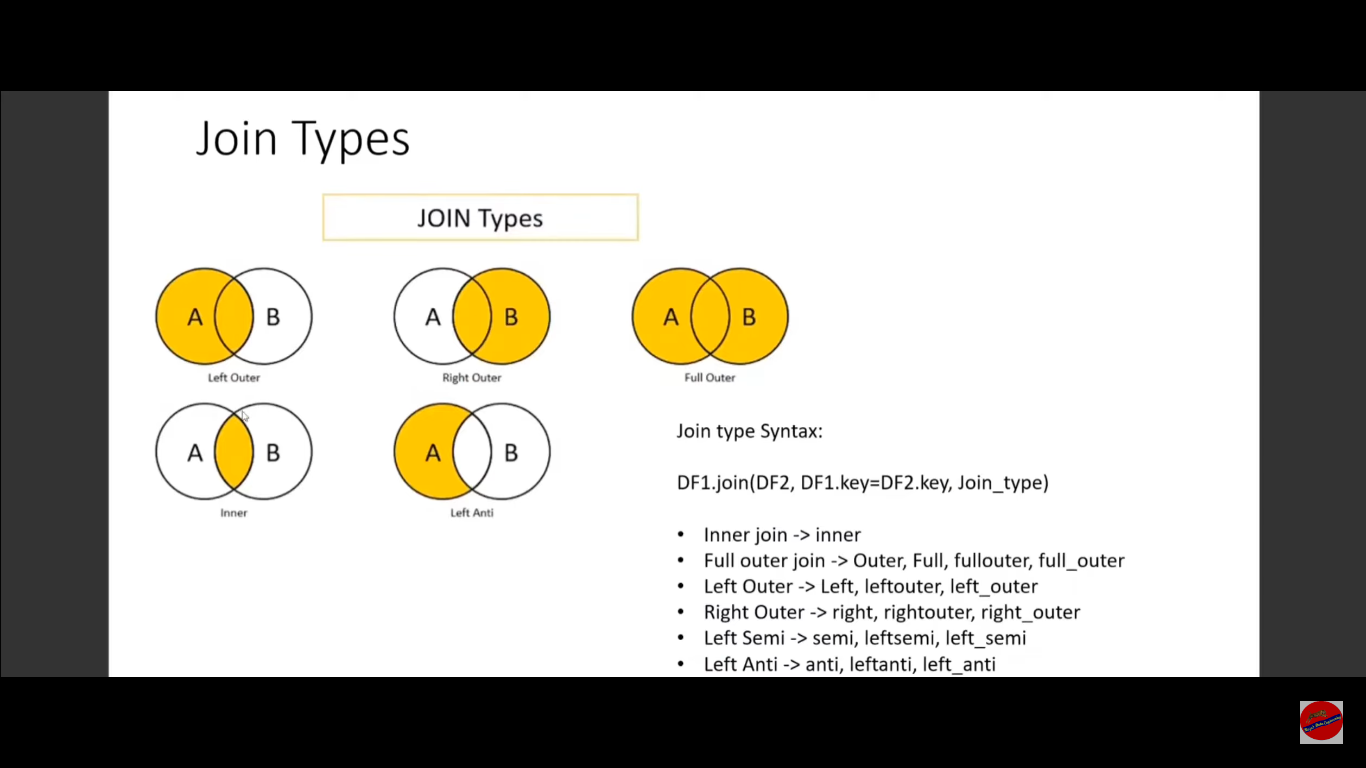 Join Types
JOIN Types
A B
Left Outer
A B
Right Outer
A B
Full Outer
A B
Inner
A B
Left Anti
Join type Syntax:
DF1.join(DF2, DF1.key=DF2.key, Join_type)
• Inner join -> inner
• Full outer join -> Outer, Full, fullouter, full_outer
• Left Outer -> Left, leftouter, left_outer
• Right Outer -> right, rightouter, right_outer
• Left Semi -> semi, leftsemi, left_semi
• Left Anti -> anti, leftanti, left_anti